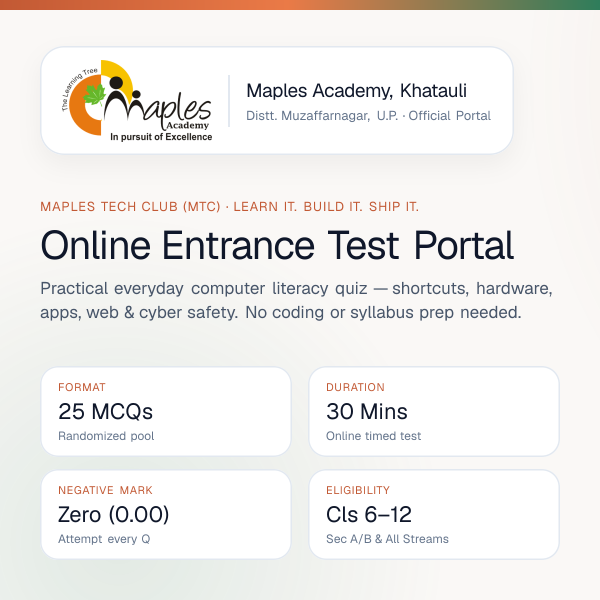 The Learning Tree
Maples
Academy
In pursuit of Excellence
Maples Academy, Khatauli
Distt. Muzaffarnagar, U.P. · Official Portal
MAPLES TECH CLUB (MTC) · LEARN IT. BUILD IT. SHIP IT.
Online Entrance Test Portal
Practical everyday computer literacy quiz — shortcuts, hardware,
apps, web & cyber safety. No coding or syllabus prep needed.
FORMAT
25 MCQs
Randomized pool
DURATION
30 Mins
Online timed test
NEGATIVE MARK
Zero (0.00)
Attempt every Q
ELIGIBILITY
Cls 6–12
Sec A/B & All Streams